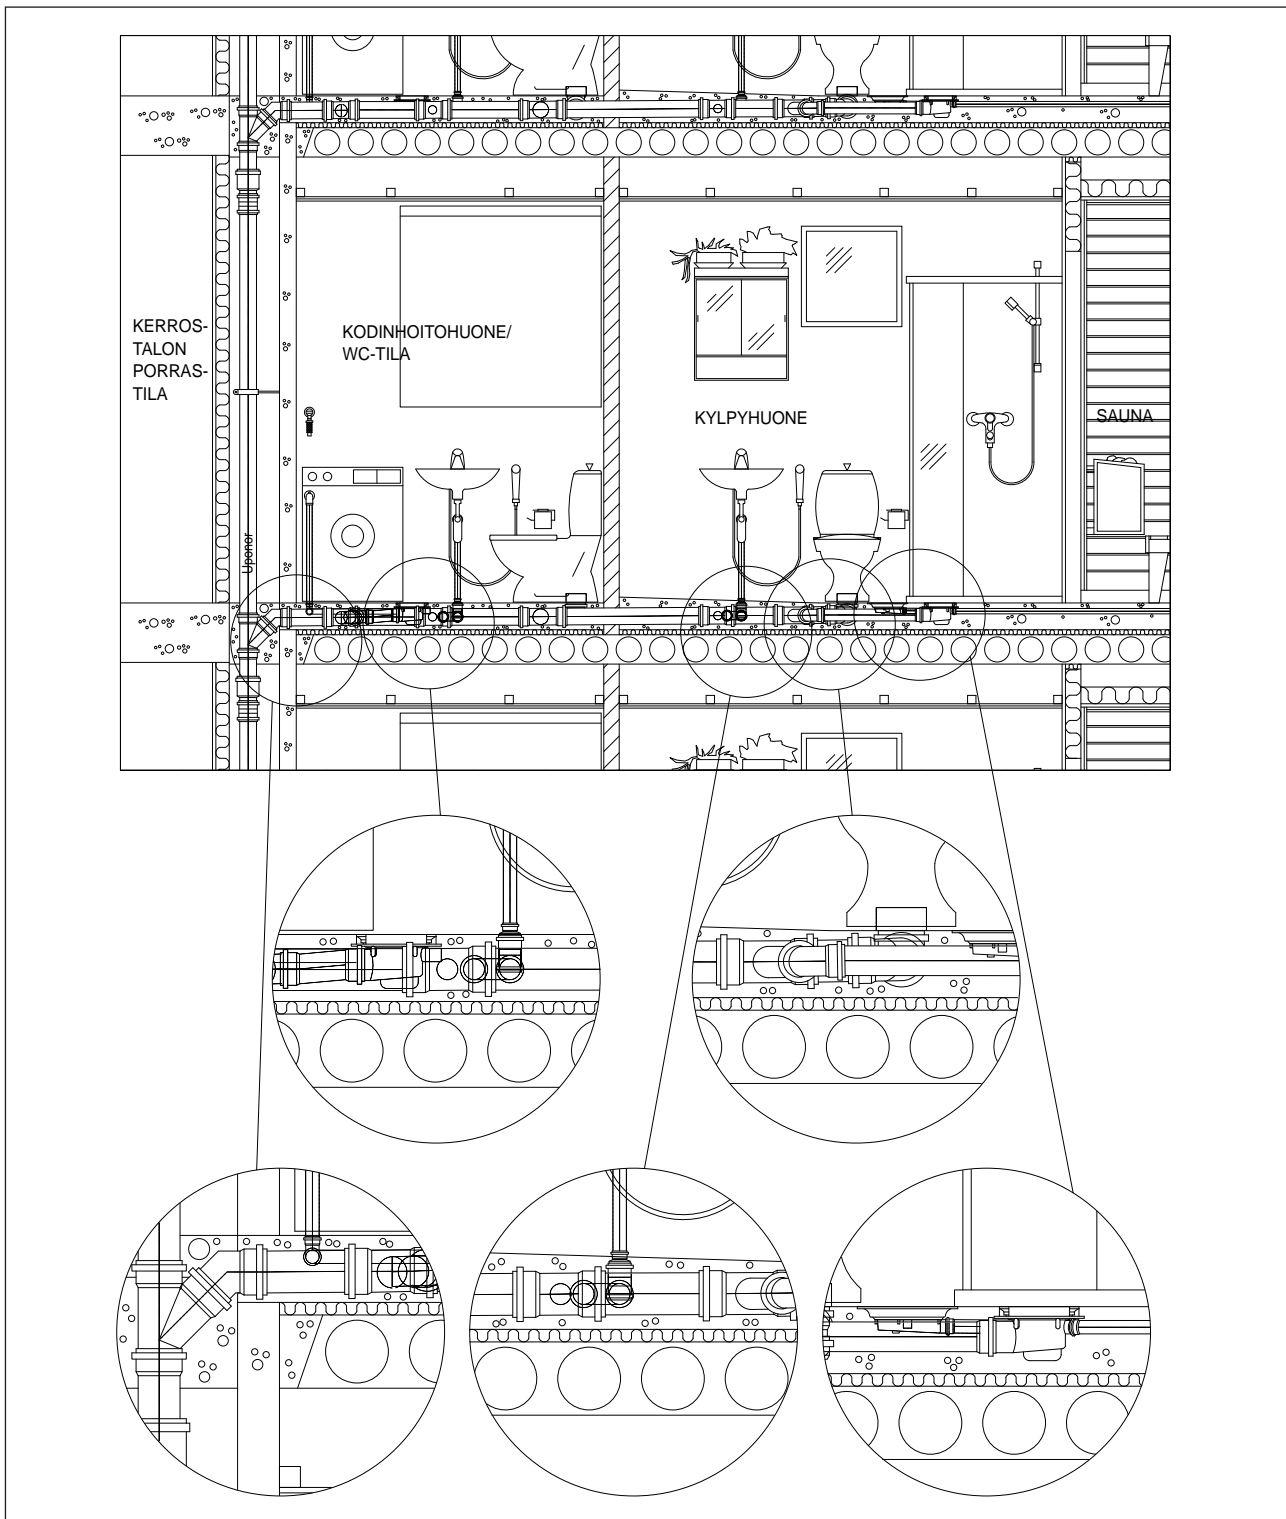 KERROS-
TALON
PORRAS-
TILA
KODINHOITOHUONE/
WC-TILA
KYLPYHUONE
SAUNA
Uponor